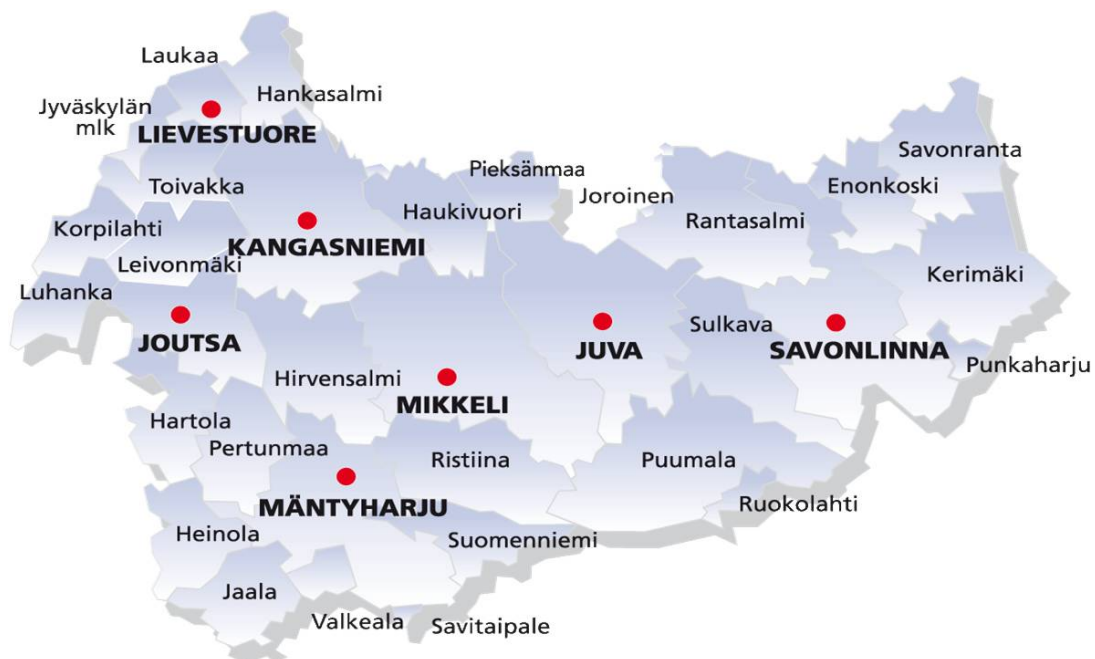 Laukaa
Hankasalmi
Jyväskylän
mlk
LIEVESTUORE
Savonranta
Pieksänmaa
Enonkoski
Toivakka
Joroinen
Haukivuori
Rantasalmi
Korpilahti
KANGASNIEMI
Leivonmäki
Kerimäki
Luhanka
Sulkava
JOUTSA
JUVA
SAVONLINNA
Punkaharju
Hirvensalmi
MIKKELI
Hartola
Pertunmaa
Ristiina
Puumala
MÄNTYHARJU
Ruokolahti
Heinola
Suomenniemi
Jaala
Valkeala
Savitaipale